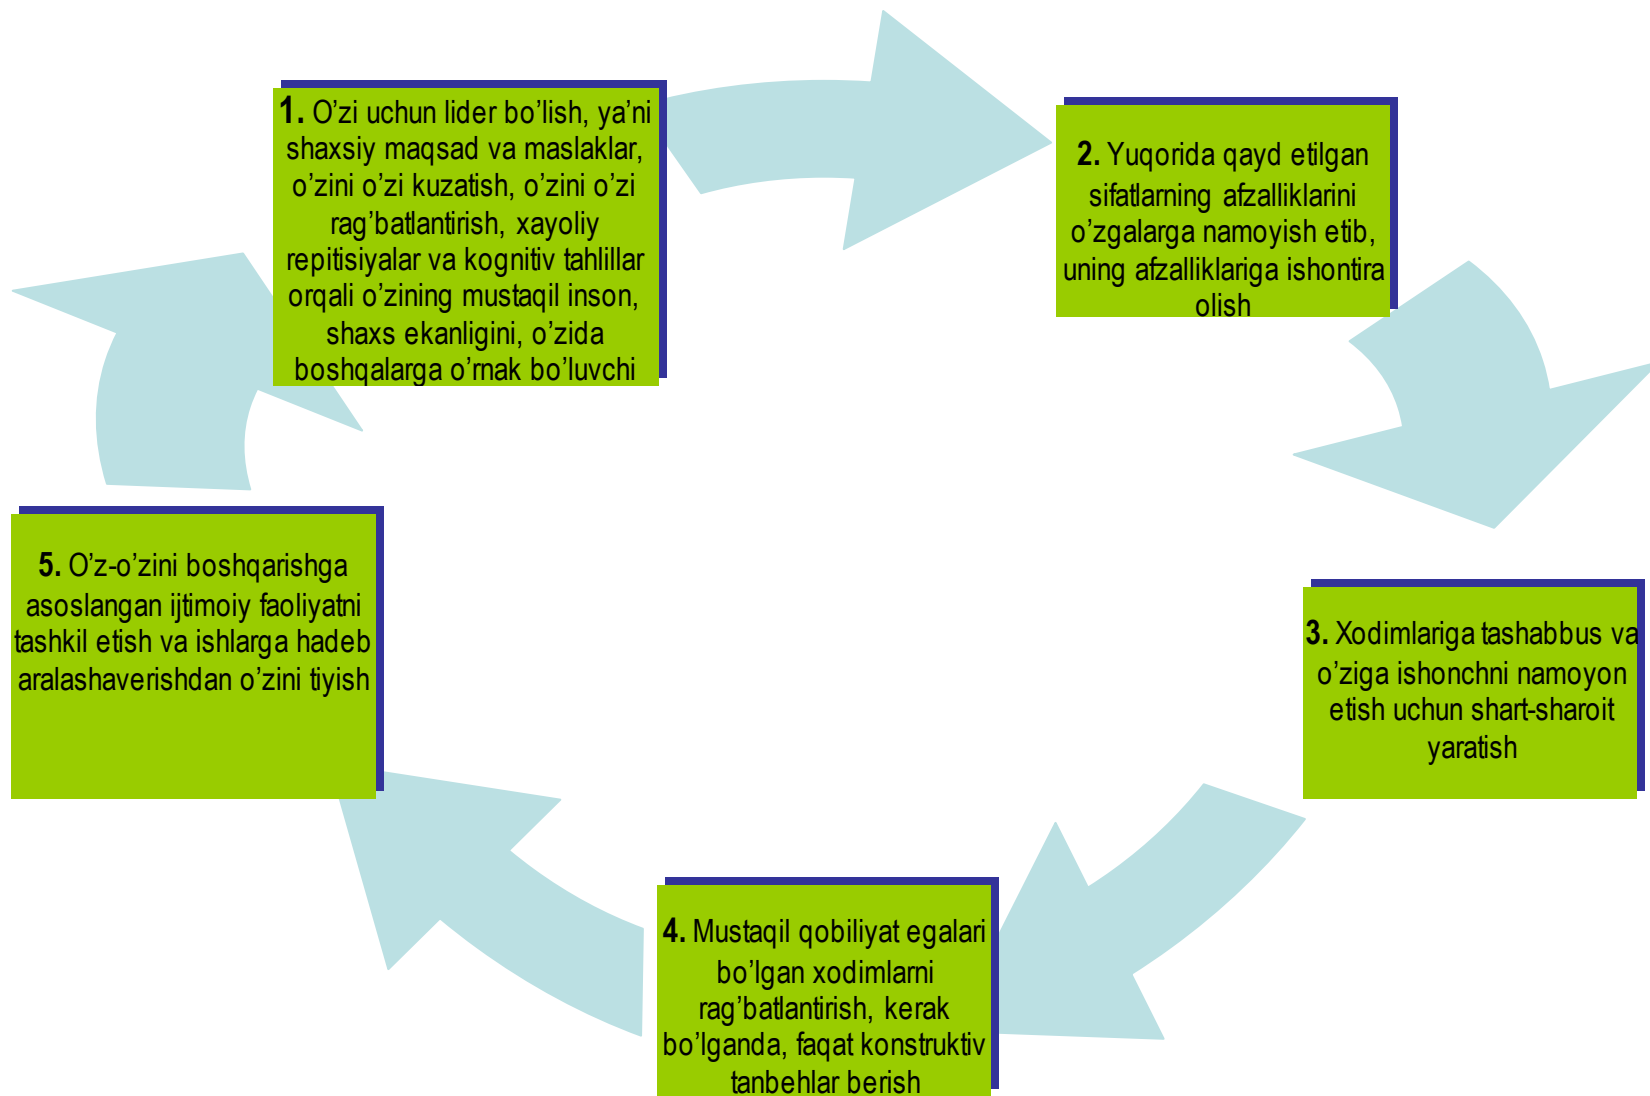 1. O’zi uchun lider bo’lish, ya’ni
shaxsiy maqsad va maslaklar,
o’zini o’zi kuzatish, o’zini o’zi
rag’batlantirish, xayoliy
repitisiyalar va kognitiv tahlillar
orqali o’zining mustaqil inson,
shaxs ekanligini, o’zida
boshqalarga o’rnak bo’luvchi
2. Yuqorida qayd etilgan
sifatlarning afzalliklarini
o’zgalarga namoyish etib,
uning afzalliklariga ishontira
olish
3. Xodimlariga tashabbus va
o’ziga ishonchni namoyon
etish uchun shart-sharoit
yaratish
4. Mustaqil qobiliyat egalari
bo’lgan xodimlarni
rag’batlantirish, kerak
bo’lganda, faqat konstruktiv
tanbehlar berish
5. O’z-o’zini boshqarishga
asoslangan ijtimoiy faoliyatni
tashkil etish va ishlarga hadeb
aralashaverishdan o’zini tiyish